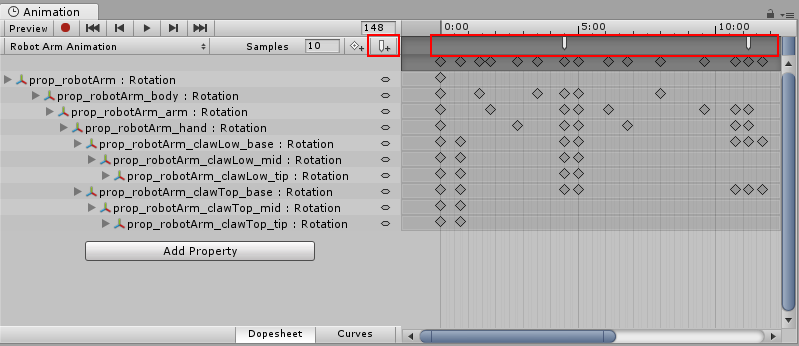 Animation
Preview 148 0:00 5:00 10:00
Robot Arm Animation Samples 10
prop_robotArm : Rotation
prop_robotArm_body : Rotation
prop_robotArm_arm : Rotation
prop_robotArm_hand : Rotation
prop_robotArm_clawLow_base : Rotation
prop_robotArm_clawLow_mid : Rotation
prop_robotArm_clawLow_tip : Rotation
prop_robotArm_clawTop_base : Rotation
prop_robotArm_clawTop_mid : Rotation
prop_robotArm_clawTop_tip : Rotation
Add Property
Dopesheet Curves